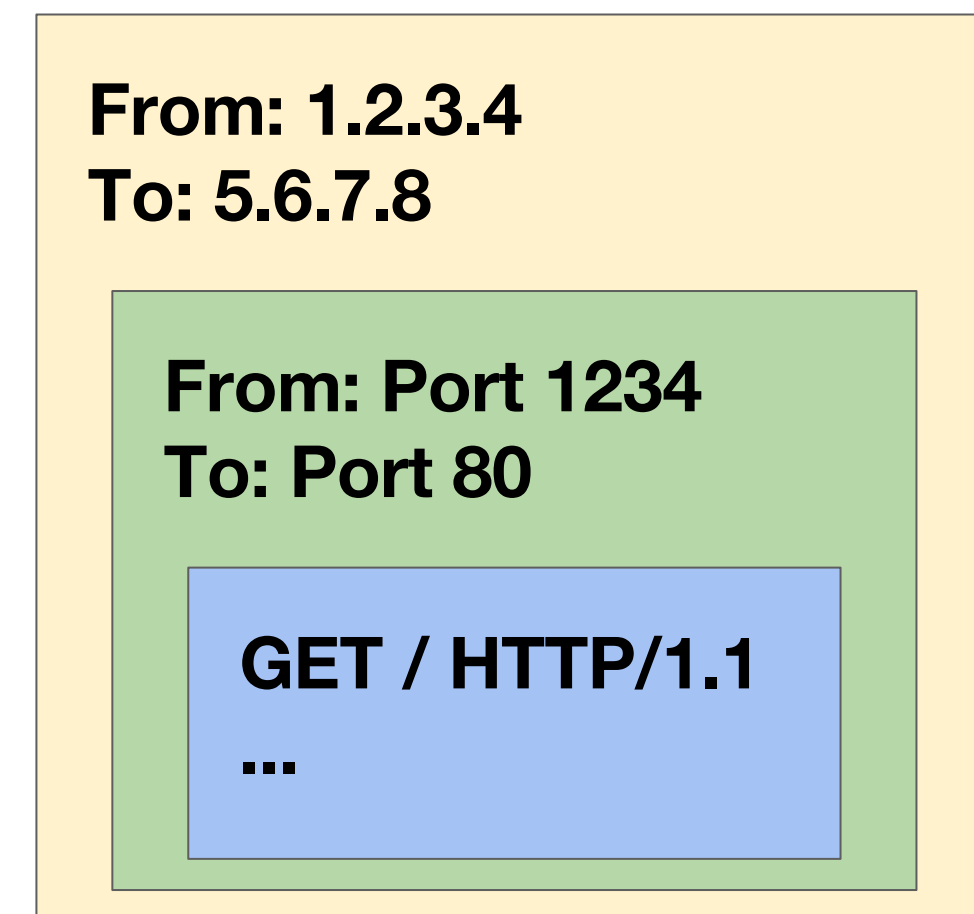 From: 1.2.3.4
To: 5.6.7.8
From: Port 1234
To: Port 80
GET / HTTP/1.1
...